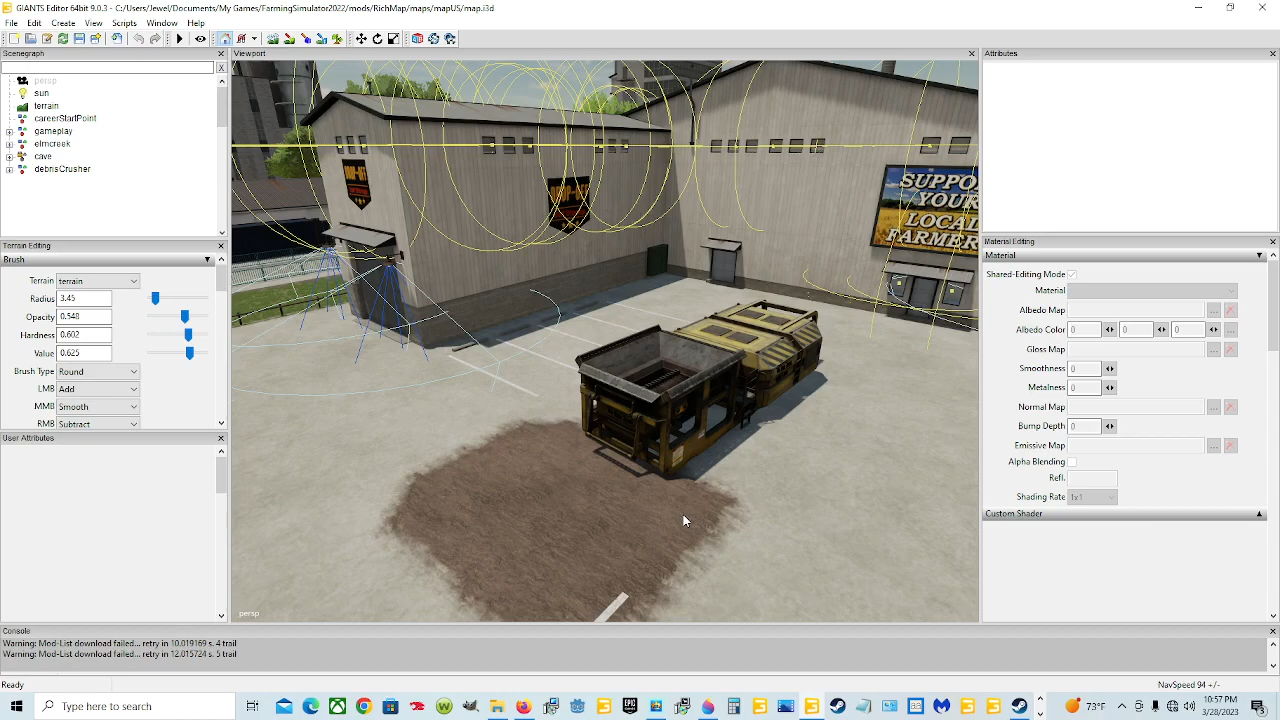 GIANTS Editor 64bit 9.0.3 - C:/Users/Jewel/Documents/My Games/FarmingSimulator2022/mods/RichMap/maps/mapUS/map.i3d
File Edit Create View Scripts Window Help
Scenegraph
X
persp
sun
terrain
careerStartPoint
gameplay
elmcreek
cave
debrisCrusher
Terrain Editing
Brush
Terrain terrain
Radius 3.45
Opacity 0.548
Hardness 0.602
Value 0.625
Brush Type Round
LMB Add
MMB Smooth
RMB Subtract
User Attributes
Viewport
DROP-OFF
DROP-OFF
SUPPO
YOUR
LOCAL
FARMER
persp
Attributes
Material Editing
Material
Shared-Editing Mode
Material
Albedo Map ...
Albedo Color 0 0 0 ...
Gloss Map ...
Smoothness 0
Metalness 0
Normal Map ...
Bump Depth 0
Emissive Map ...
Alpha Blending
Refl.
Shading Rate 1x1
Custom Shader
Console
Warning: Mod-List download failed... retry in 10.019169 s. 4 trail
Warning: Mod-List download failed... retry in 12.015724 s. 5 trail
Ready
NavSpeed 94 +/-
Type here to search
73°F
10:57 PM
3/28/2023
3